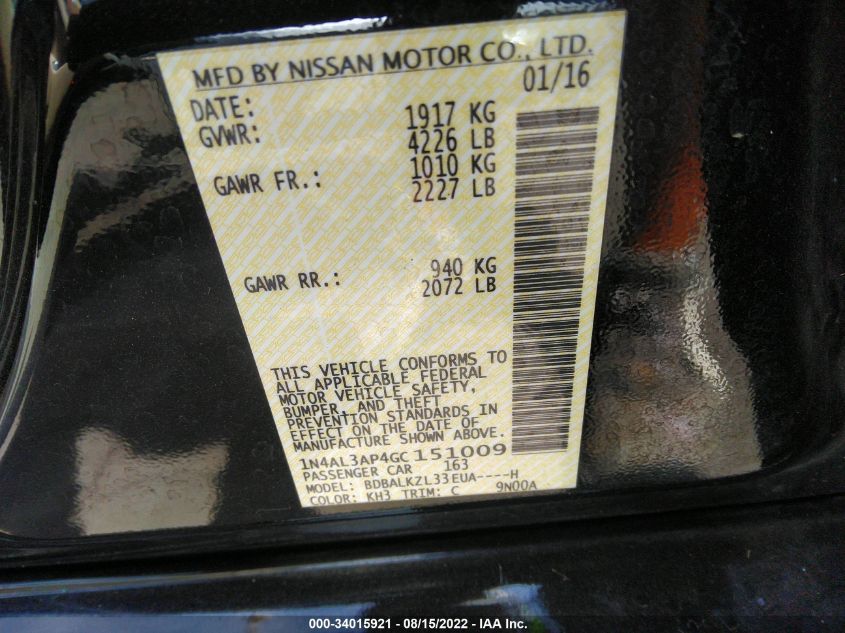 MFD BY NISSAN MOTOR CO., LTD.
DATE: 01/16
GVWR: 1917 KG
4226 LB
GAWR FR.: 1010 KG
2227 LB
GAWR RR.: 940 KG
2072 LB
THIS VEHICLE CONFORMS TO
ALL APPLICABLE FEDERAL
MOTOR VEHICLE SAFETY,
BUMPER, AND THEFT
PREVENTION STANDARDS IN
EFFECT ON THE DATE OF
MANUFACTURE SHOWN ABOVE.
1N4AL3AP4GC151009
PASSENGER CAR 163
MODEL: BDBALKZL33EUA----H
COLOR: KH3 TRIM: C 9N00A
000-34015921 - 08/15/2022 - IAA Inc.